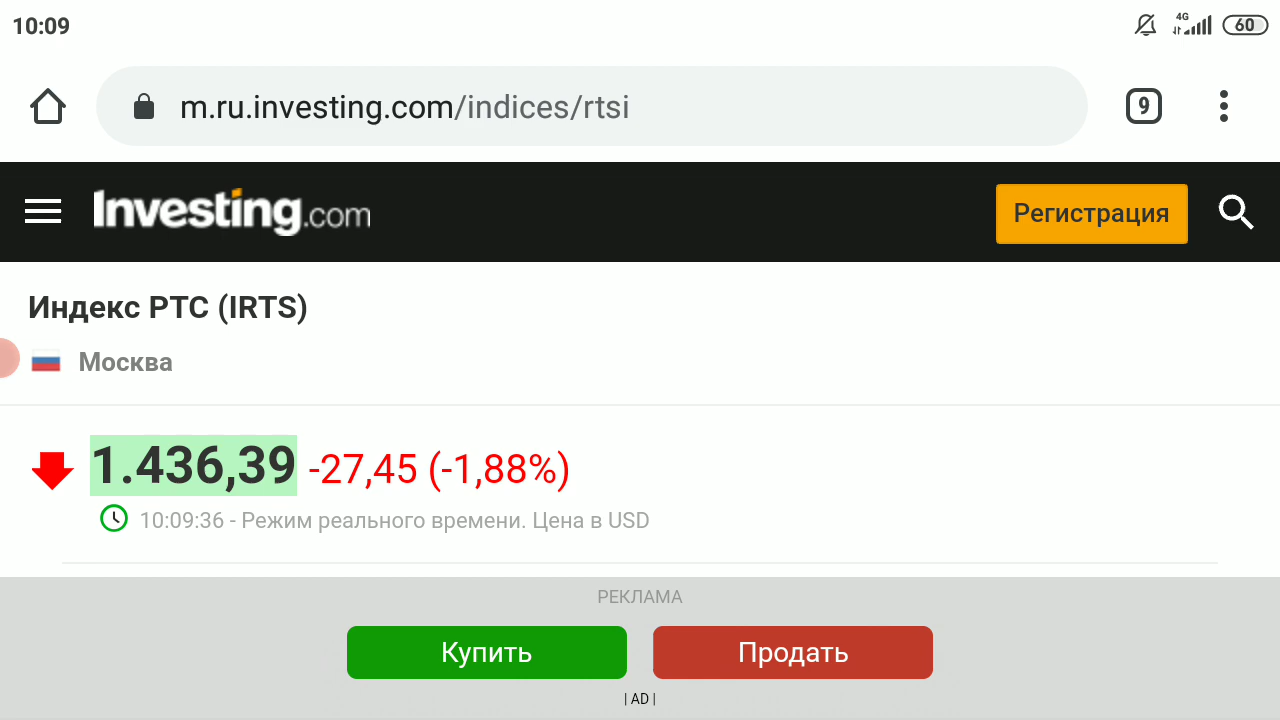 10:09
4G
60
m.ru.investing.com/indices/rtsi
9
Investing.com
Регистрация
Индекс РТС (IRTS)
Москва
1.436,39 -27,45 (-1,88%)
10:09:36 - Режим реального времени. Цена в USD
РЕКЛАМА
Купить
Продать
| AD |